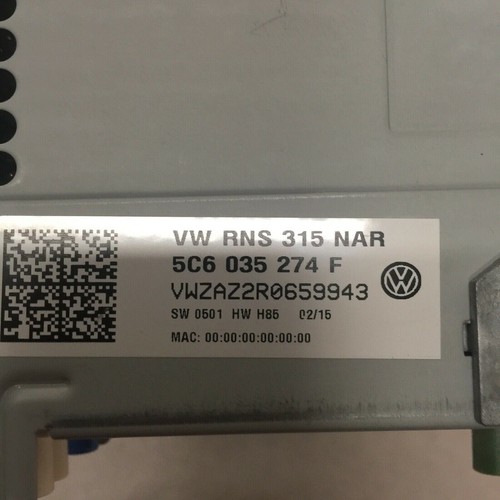 VW RNS 315 NAR
5C6 035 274 F
VWZAZ2R0659943
SW 0501 HW H85 02/15
MAC: 00:00:00:00:00:00